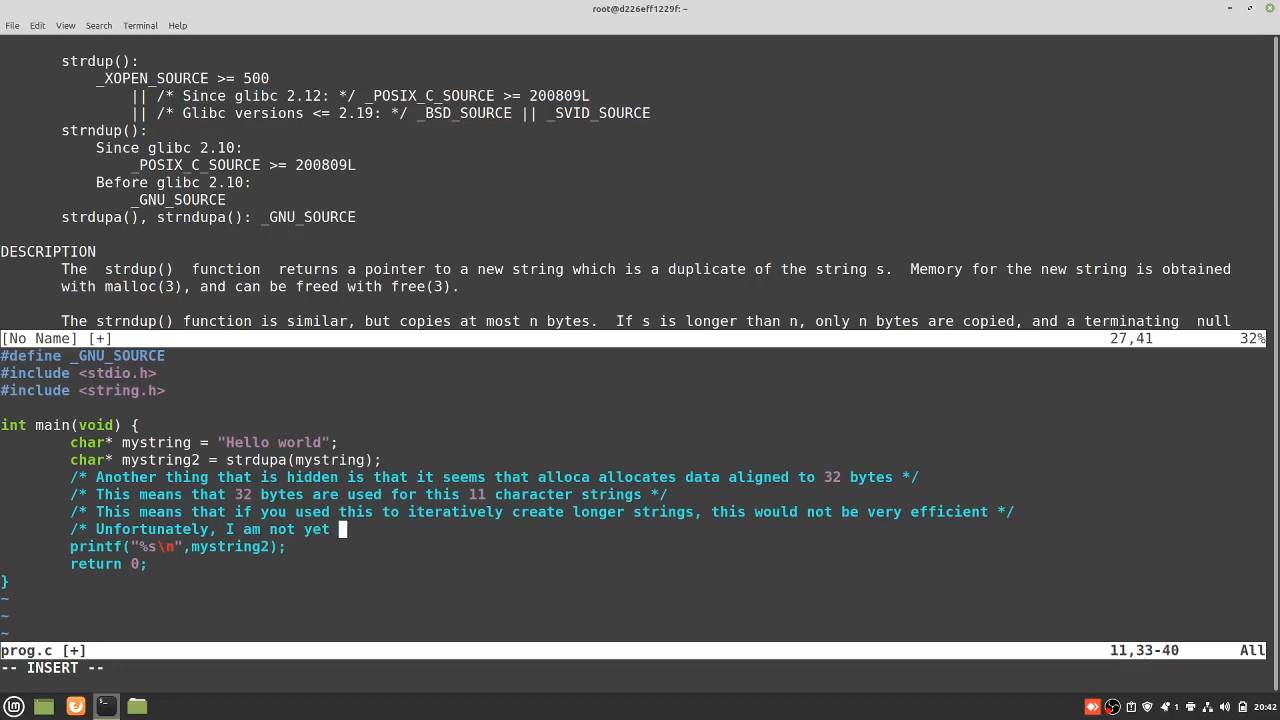 root@d226eff1229f: ~
File Edit View Search Terminal Help
strdup():
_XOPEN_SOURCE >= 500
|| /* Since glibc 2.12: */ _POSIX_C_SOURCE >= 200809L
|| /* Glibc versions <= 2.19: */ _BSD_SOURCE || _SVID_SOURCE
strndup():
Since glibc 2.10:
_POSIX_C_SOURCE >= 200809L
Before glibc 2.10:
_GNU_SOURCE
strdupa(), strndupa(): _GNU_SOURCE
DESCRIPTION
The strdup() function returns a pointer to a new string which is a duplicate of the string s. Memory for the new string is obtained
with malloc(3), and can be freed with free(3).
The strndup() function is similar, but copies at most n bytes. If s is longer than n, only n bytes are copied, and a terminating null
[No Name] [+] 27,41 32%
#define _GNU_SOURCE
#include <stdio.h>
#include <string.h>
int main(void) {
char* mystring = "Hello world";
char* mystring2 = strdupa(mystring);
/* Another thing that is hidden is that it seems that alloca allocates data aligned to 32 bytes */
/* This means that 32 bytes are used for this 11 character strings */
/* This means that if you used this to iteratively create longer strings, this would not be very efficient */
/* Unfortunately, I am not yet
printf("%s\n",mystring2);
return 0;
}
~
~
~
prog.c [+] 11,33-40 All
-- INSERT --
1 20:42